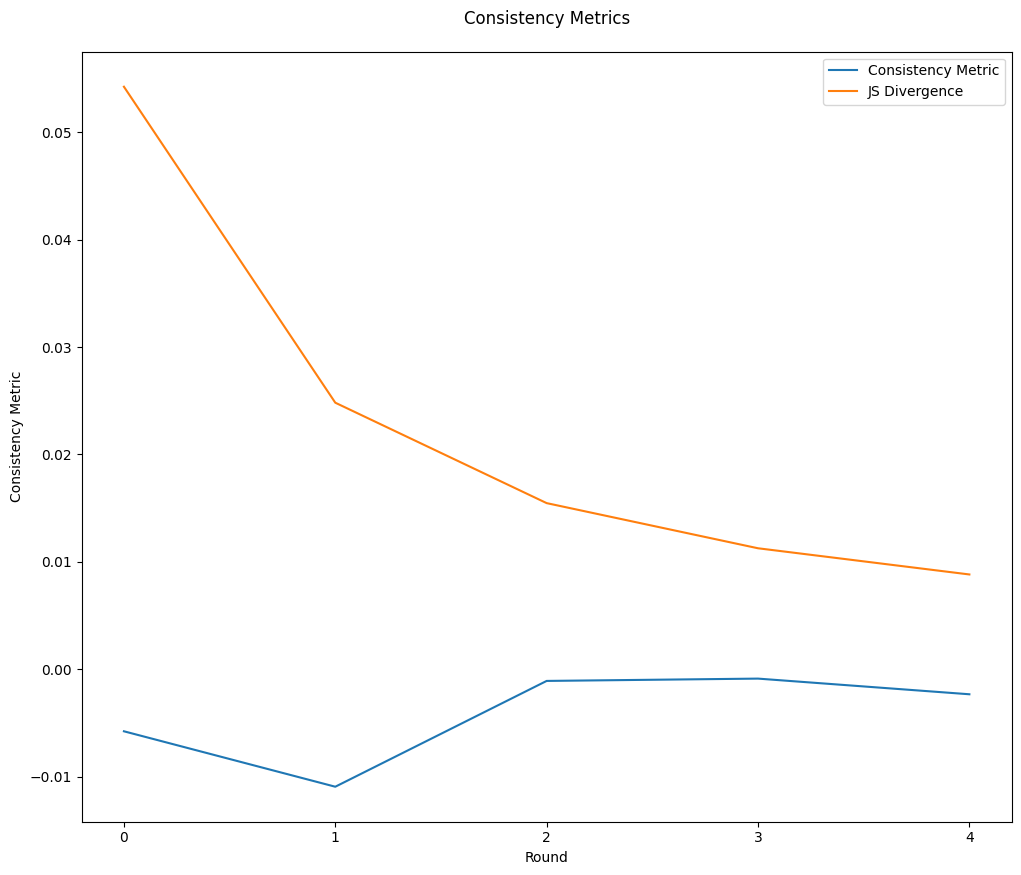 Consistency Metrics
Consistency Metric
JS Divergence
0.05
0.04
0.03
0.02
0.01
0.00
−0.01
Consistency Metric
0 1 2 3 4
Round